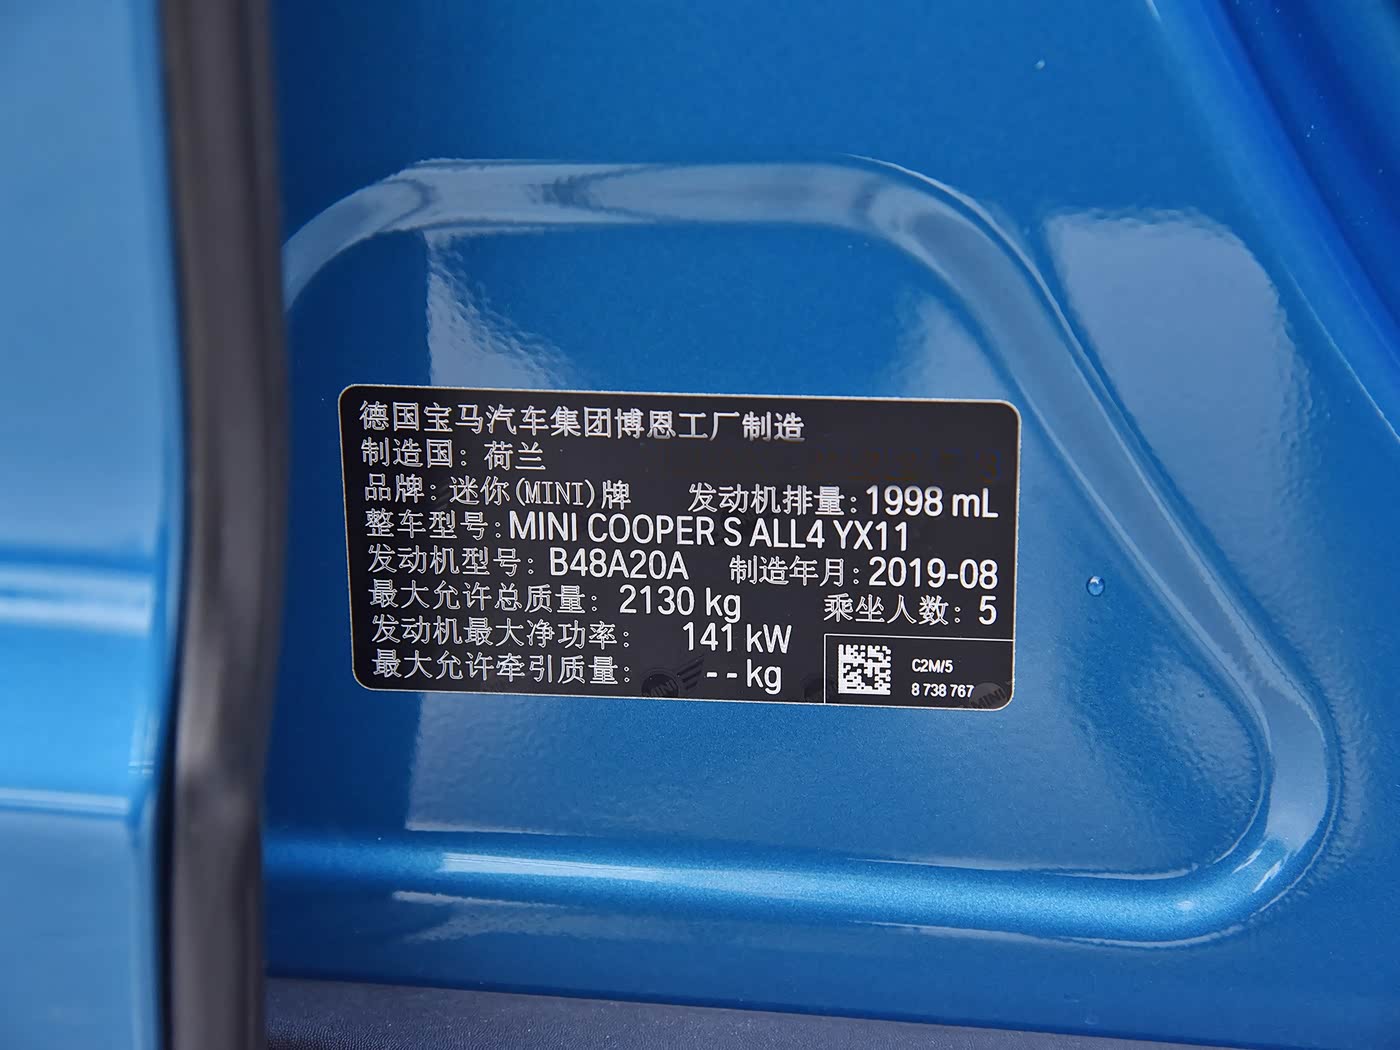 德国宝马汽车集团博恩工厂制造
制造国：荷兰
品牌：迷你(MINI)牌 发动机排量：1998 mL
整车型号：MINI COOPER S ALL4 YX11
发动机型号：B48A20A 制造年月：2019-08
最大允许总质量：2130 kg 乘坐人数：5
发动机最大净功率：141 kW
最大允许牵引质量：-- kg
C2M/5
8 738 767
MINI
MINI